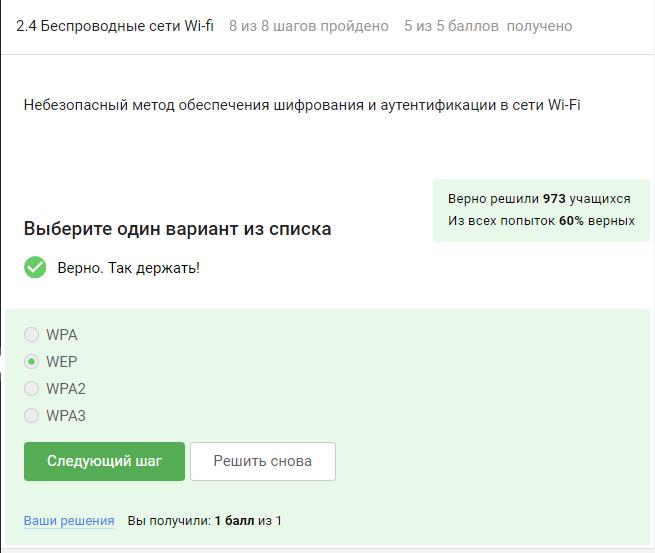 2.4 Беспроводные сети Wi-fi 8 из 8 шагов пройдено 5 из 5 баллов получено
Небезопасный метод обеспечения шифрования и аутентификации в сети Wi-Fi
Верно решили 973 учащихся
Из всех попыток 60% верных
Выберите один вариант из списка
Верно. Так держать!
WPA
WEP
WPA2
WPA3
Следующий шаг Решить снова
Ваши решения Вы получили: 1 балл из 1